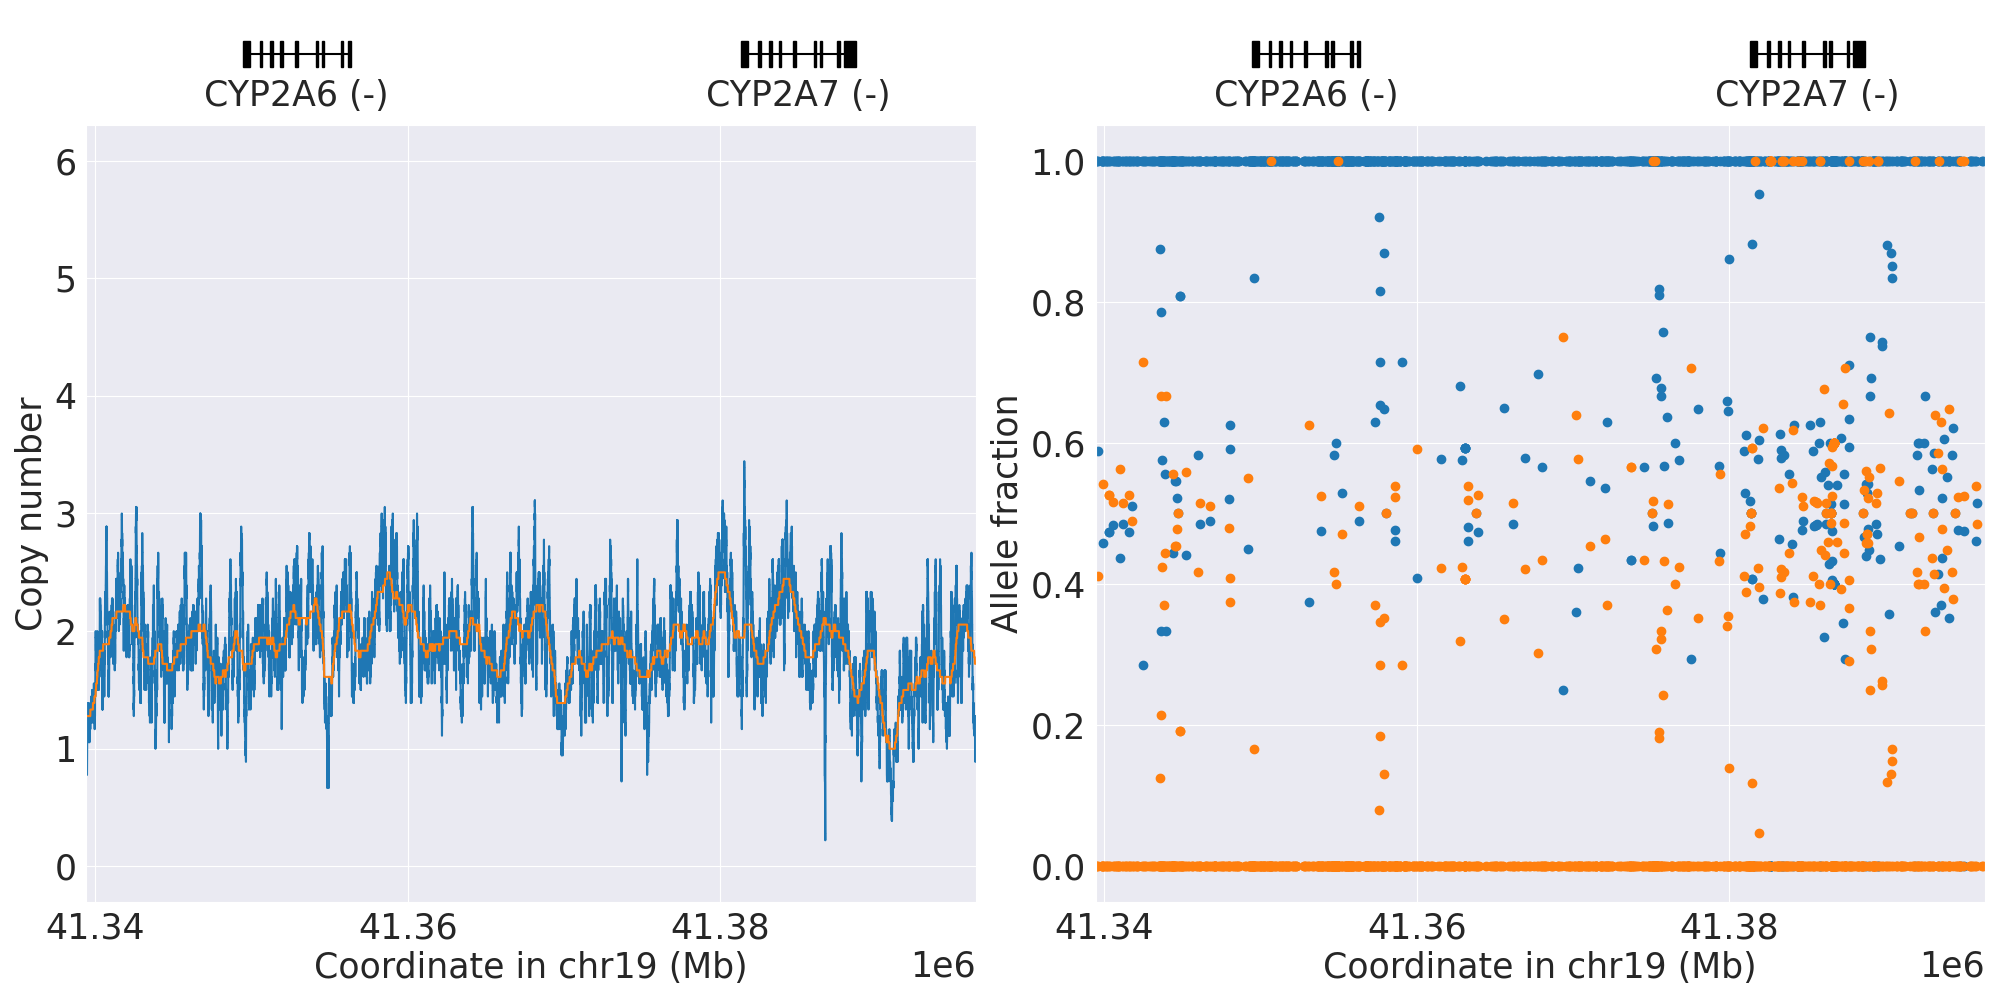 CYP2A6 (-) CYP2A7 (-) CYP2A6 (-) CYP2A7 (-)
Copy number
6
5
4
3
2
1
0
41.34 41.36 41.38
Coordinate in chr19 (Mb) 1e6
Allele fraction
1.0
0.8
0.6
0.4
0.2
0.0
41.34 41.36 41.38
Coordinate in chr19 (Mb) 1e6